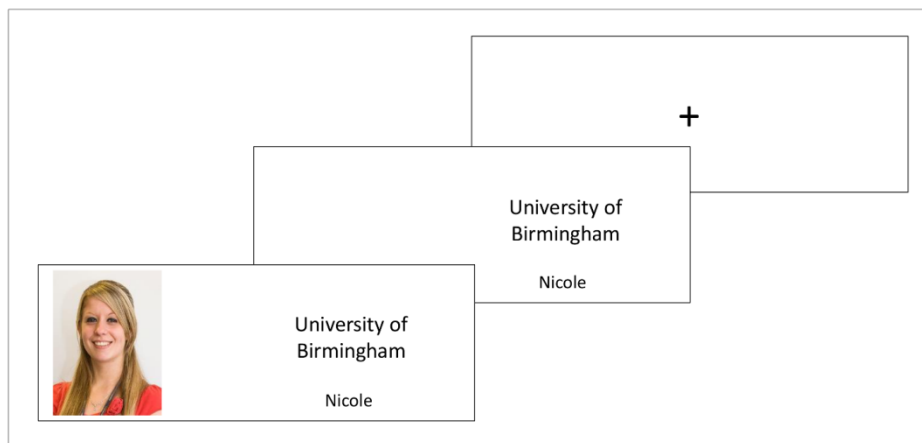 +
University of
Birmingham
Nicole
University of
Birmingham
Nicole